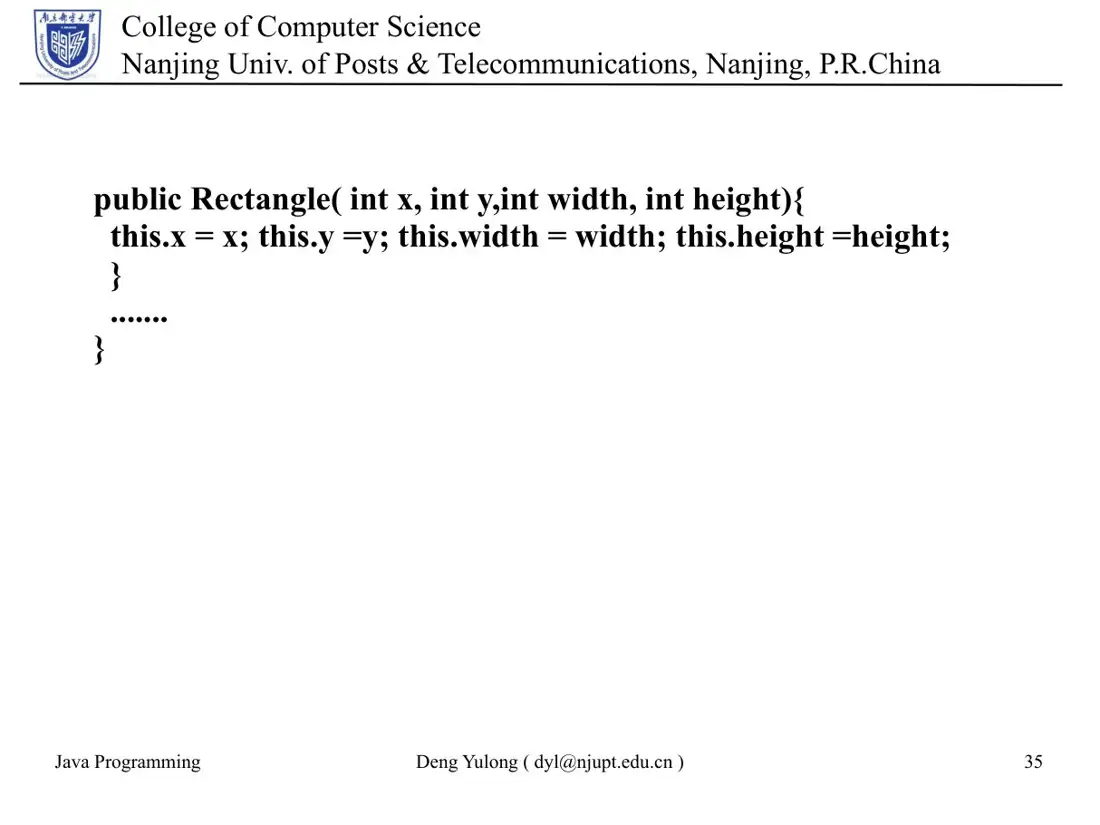 College of Computer Science
Nanjing Univ. of Posts & Telecommunications, Nanjing, P.R.China
public Rectangle( int x, int y,int width, int height){
this.x = x; this.y =y; this.width = width; this.height =height;
}
.......
}
Java Programming
Deng Yulong ( dyl@njupt.edu.cn )
35